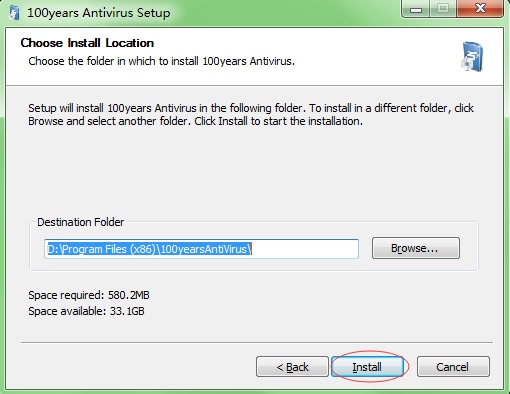 100years Antivirus Setup
Choose Install Location
Choose the folder in which to install 100years Antivirus.
Setup will install 100years Antivirus in the following folder. To install in a different folder, click
Browse and select another folder. Click Install to start the installation.
Destination Folder
D:\Program Files (x86)\100yearsAntiVirus\
Browse...
Space required: 580.2MB
Space available: 33.1GB
< Back
Install
Cancel